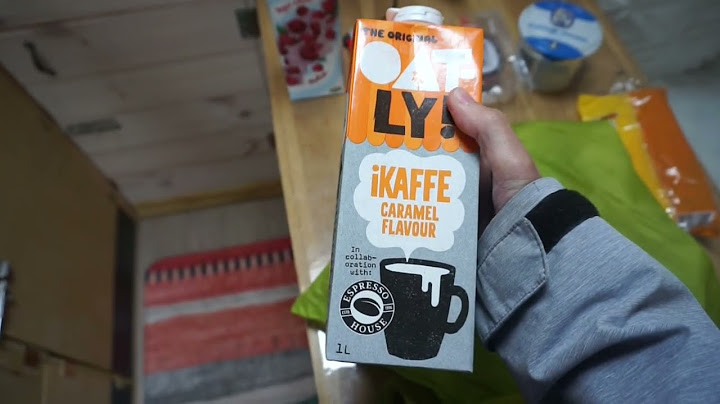 THE ORIGINAL
OAT
LY!
iKAFFE
CARAMEL
FLAVOUR
In
collab-
oration
with:
ESPRESSO
HOUSE
1L